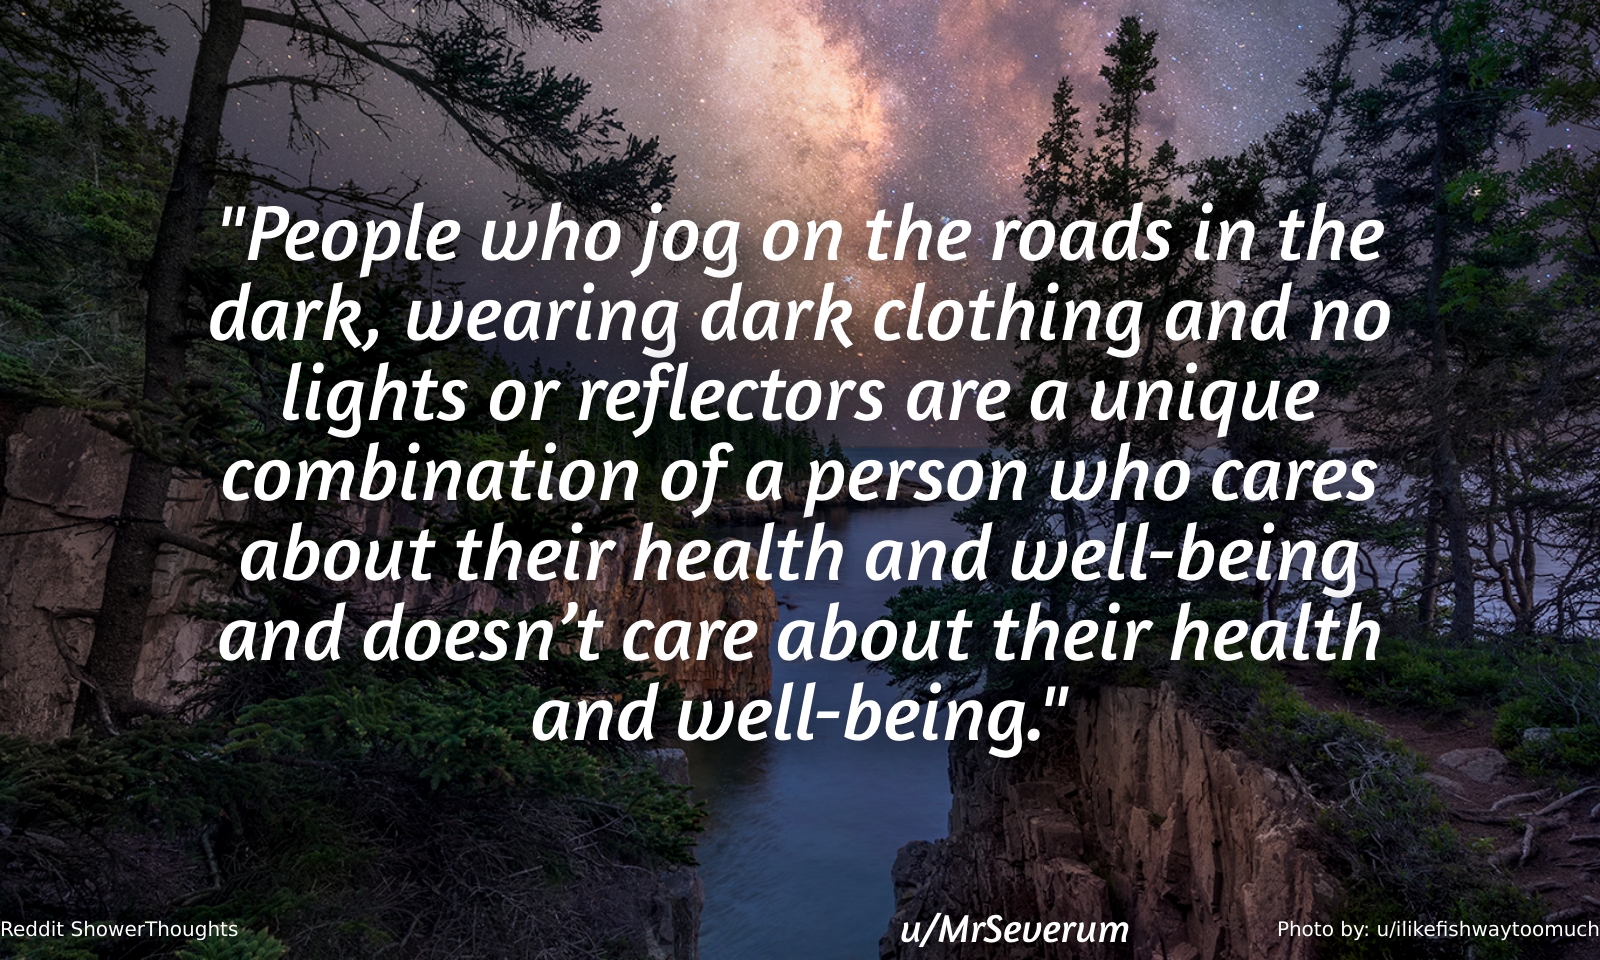 "People who jog on the roads in the
dark, wearing dark clothing and no
lights or reflectors are a unique
combination of a person who cares
about their health and well-being
and doesn’t care about their health
and well-being."
Reddit ShowerThoughts
u/MrSeverum
Photo by: u/ilikefishwaytoomuch